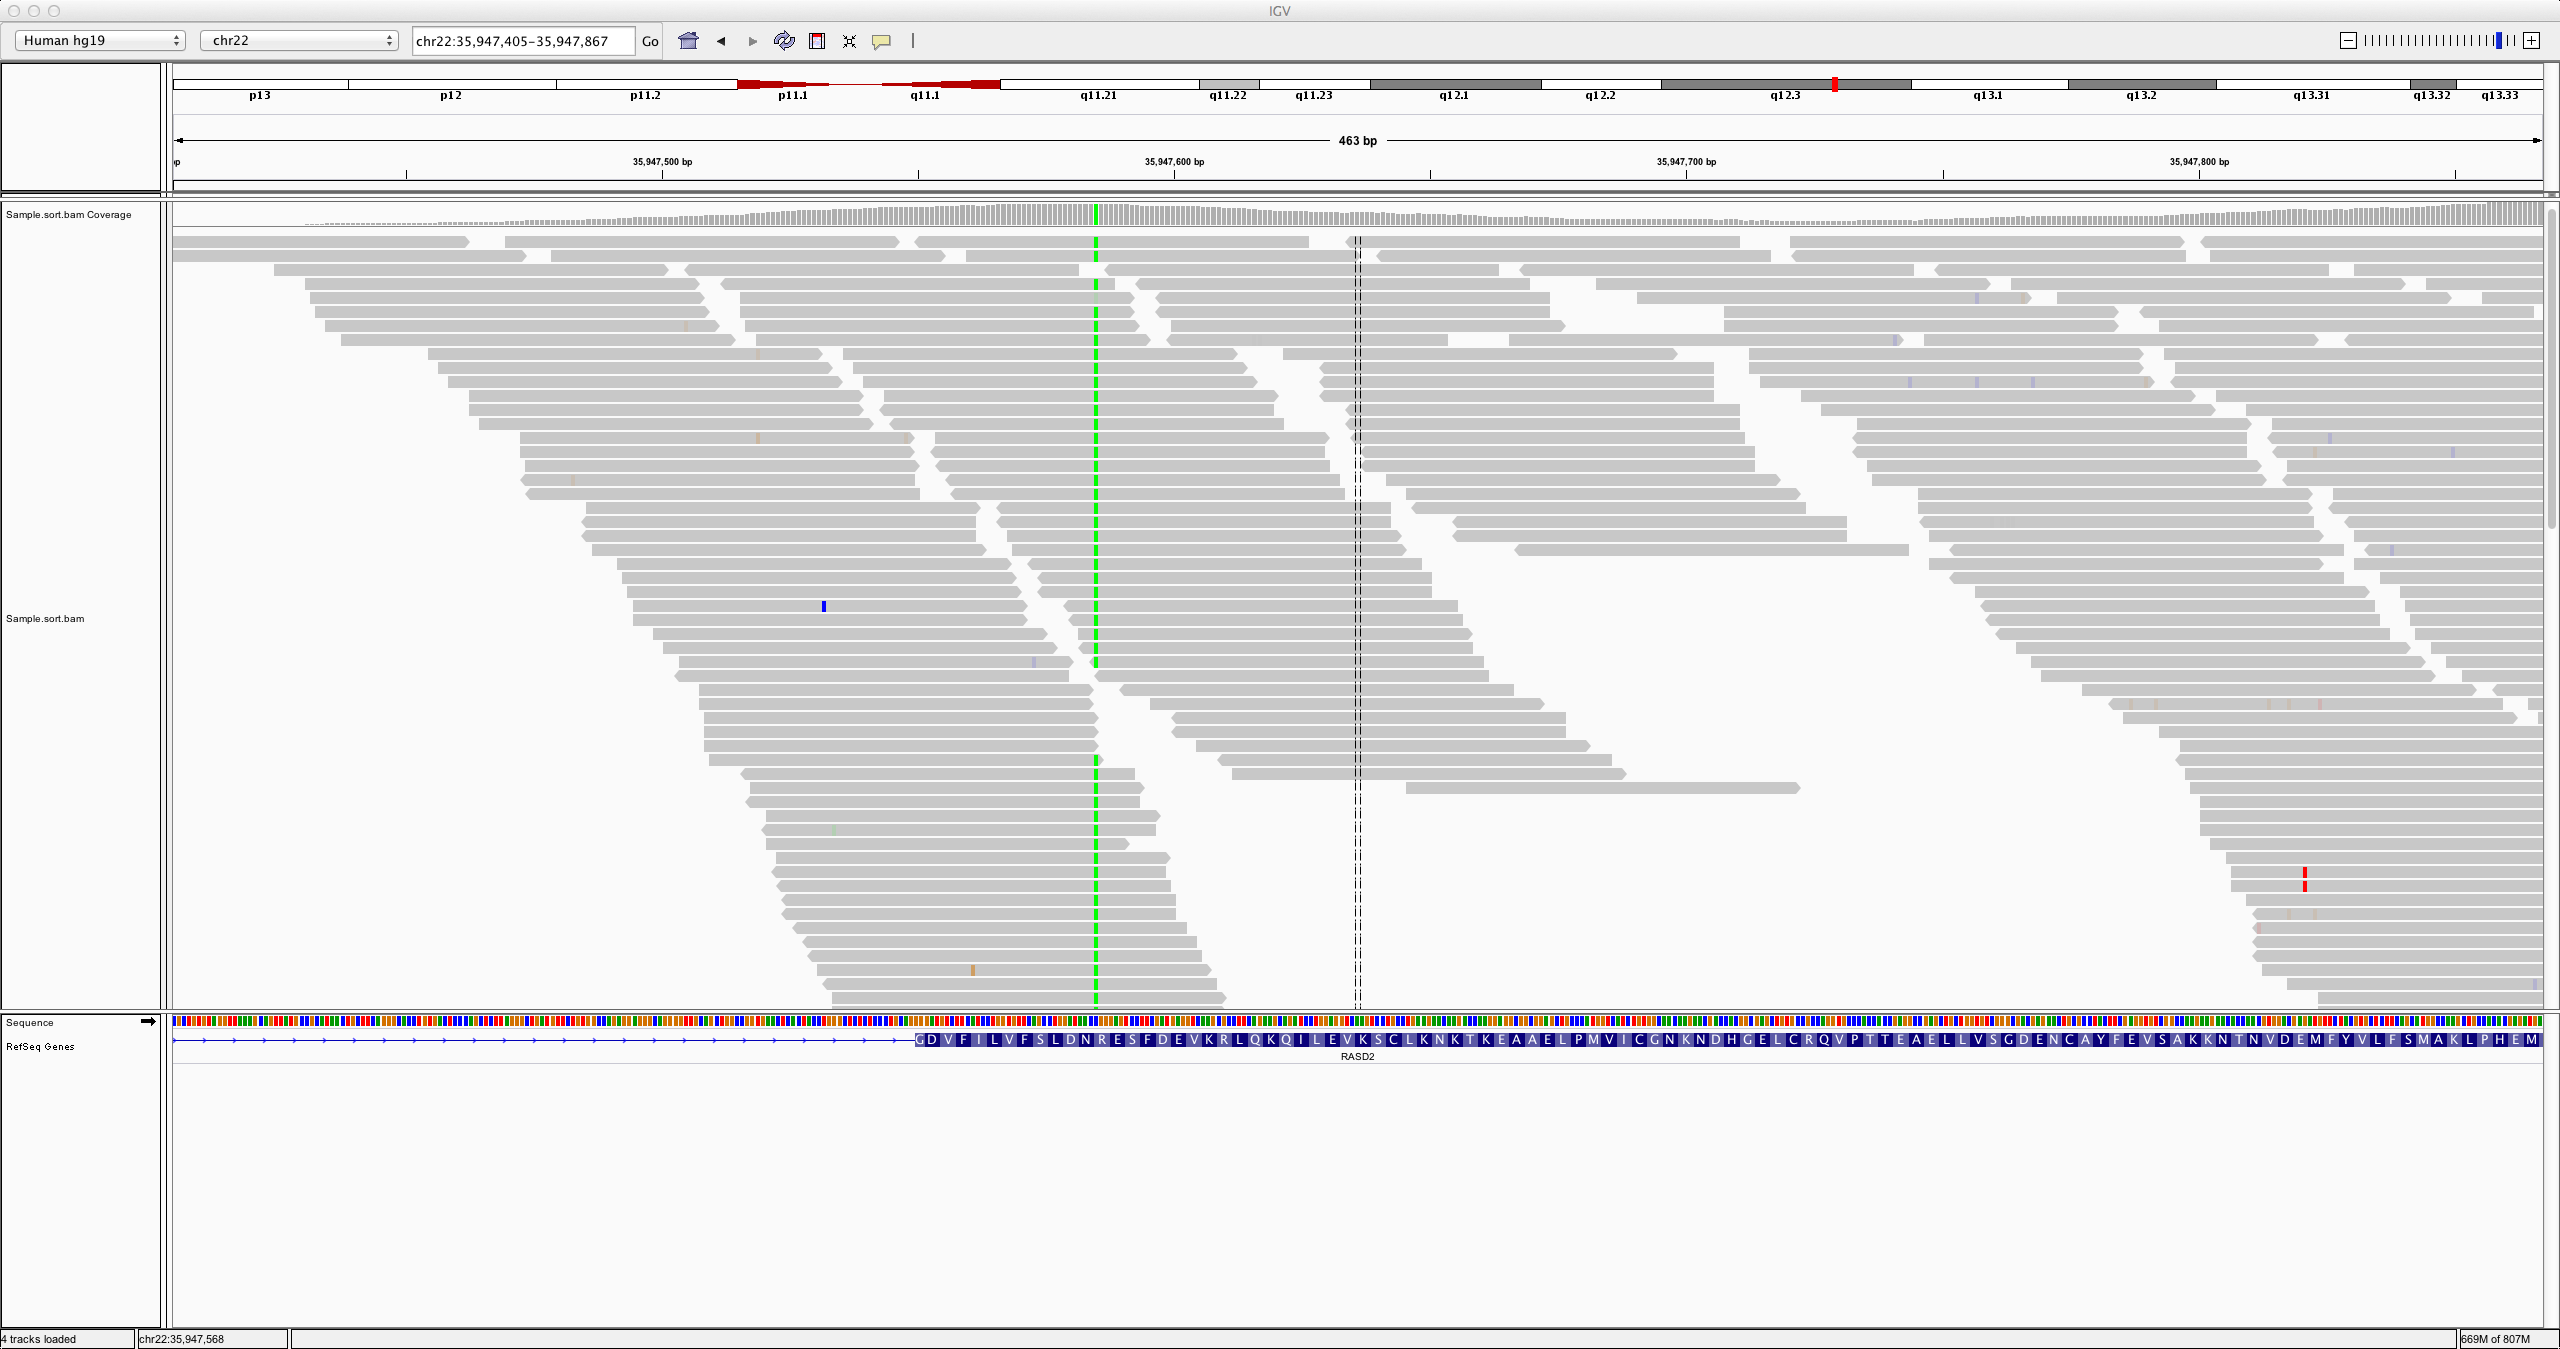 IGV
Human hg19 chr22 chr22:35,947,405-35,947,867 Go
p13 p12 p11.2 p11.1 q11.1 q11.21 q11.22 q11.23 q12.1 q12.2 q12.3 q13.1 q13.2 q13.31 q13.32 q13.33
463 bp
35,947,500 bp 35,947,600 bp 35,947,700 bp 35,947,800 bp
Sample.sort.bam Coverage
Sample.sort.bam
Sequence
RefSeq Genes
G D V F I L V F S L D N R E S F D E V K R L Q K Q I L E V K S C L K N K T K E A A E L P M V I C G N K N D H G E L C R Q V P T T E A E L L V S G D E N C A Y F E V S A K K N T N V D E M F Y V L F S M A K L P H E M
RASD2
4 tracks loaded chr22:35,947,568 669M of 807M